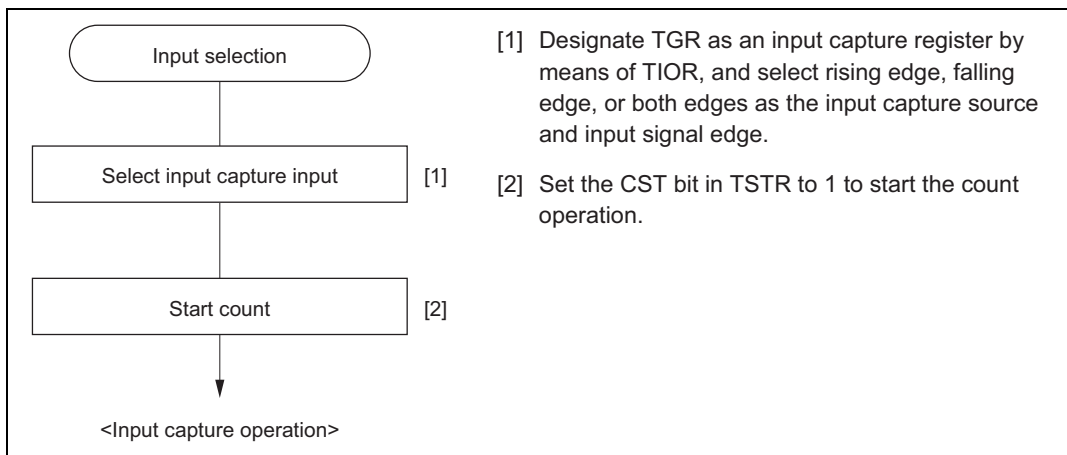 Input selection
Select input capture input
[1]
Start count
[2]
<Input capture operation>
[1] Designate TGR as an input capture register by
means of TIOR, and select rising edge, falling
edge, or both edges as the input capture source
and input signal edge.
[2] Set the CST bit in TSTR to 1 to start the count
operation.